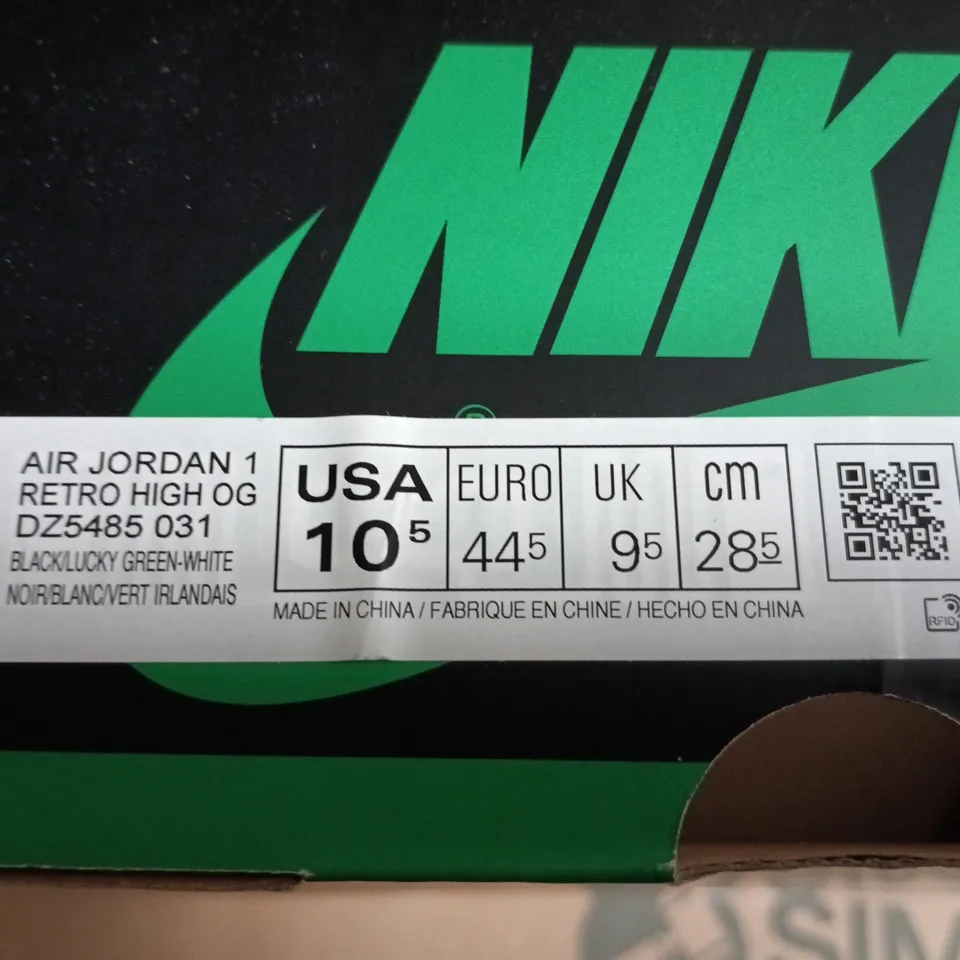 NIK
®
AIR JORDAN 1
RETRO HIGH OG
DZ5485 031
BLACK/LUCKY GREEN-WHITE
NOIR/BLANC/VERT IRLANDAIS
USA EURO UK cm
10⁵ 44⁵ 9⁵ 28⁵
MADE IN CHINA / FABRIQUE EN CHINE / HECHO EN CHINA
RFID
SIM